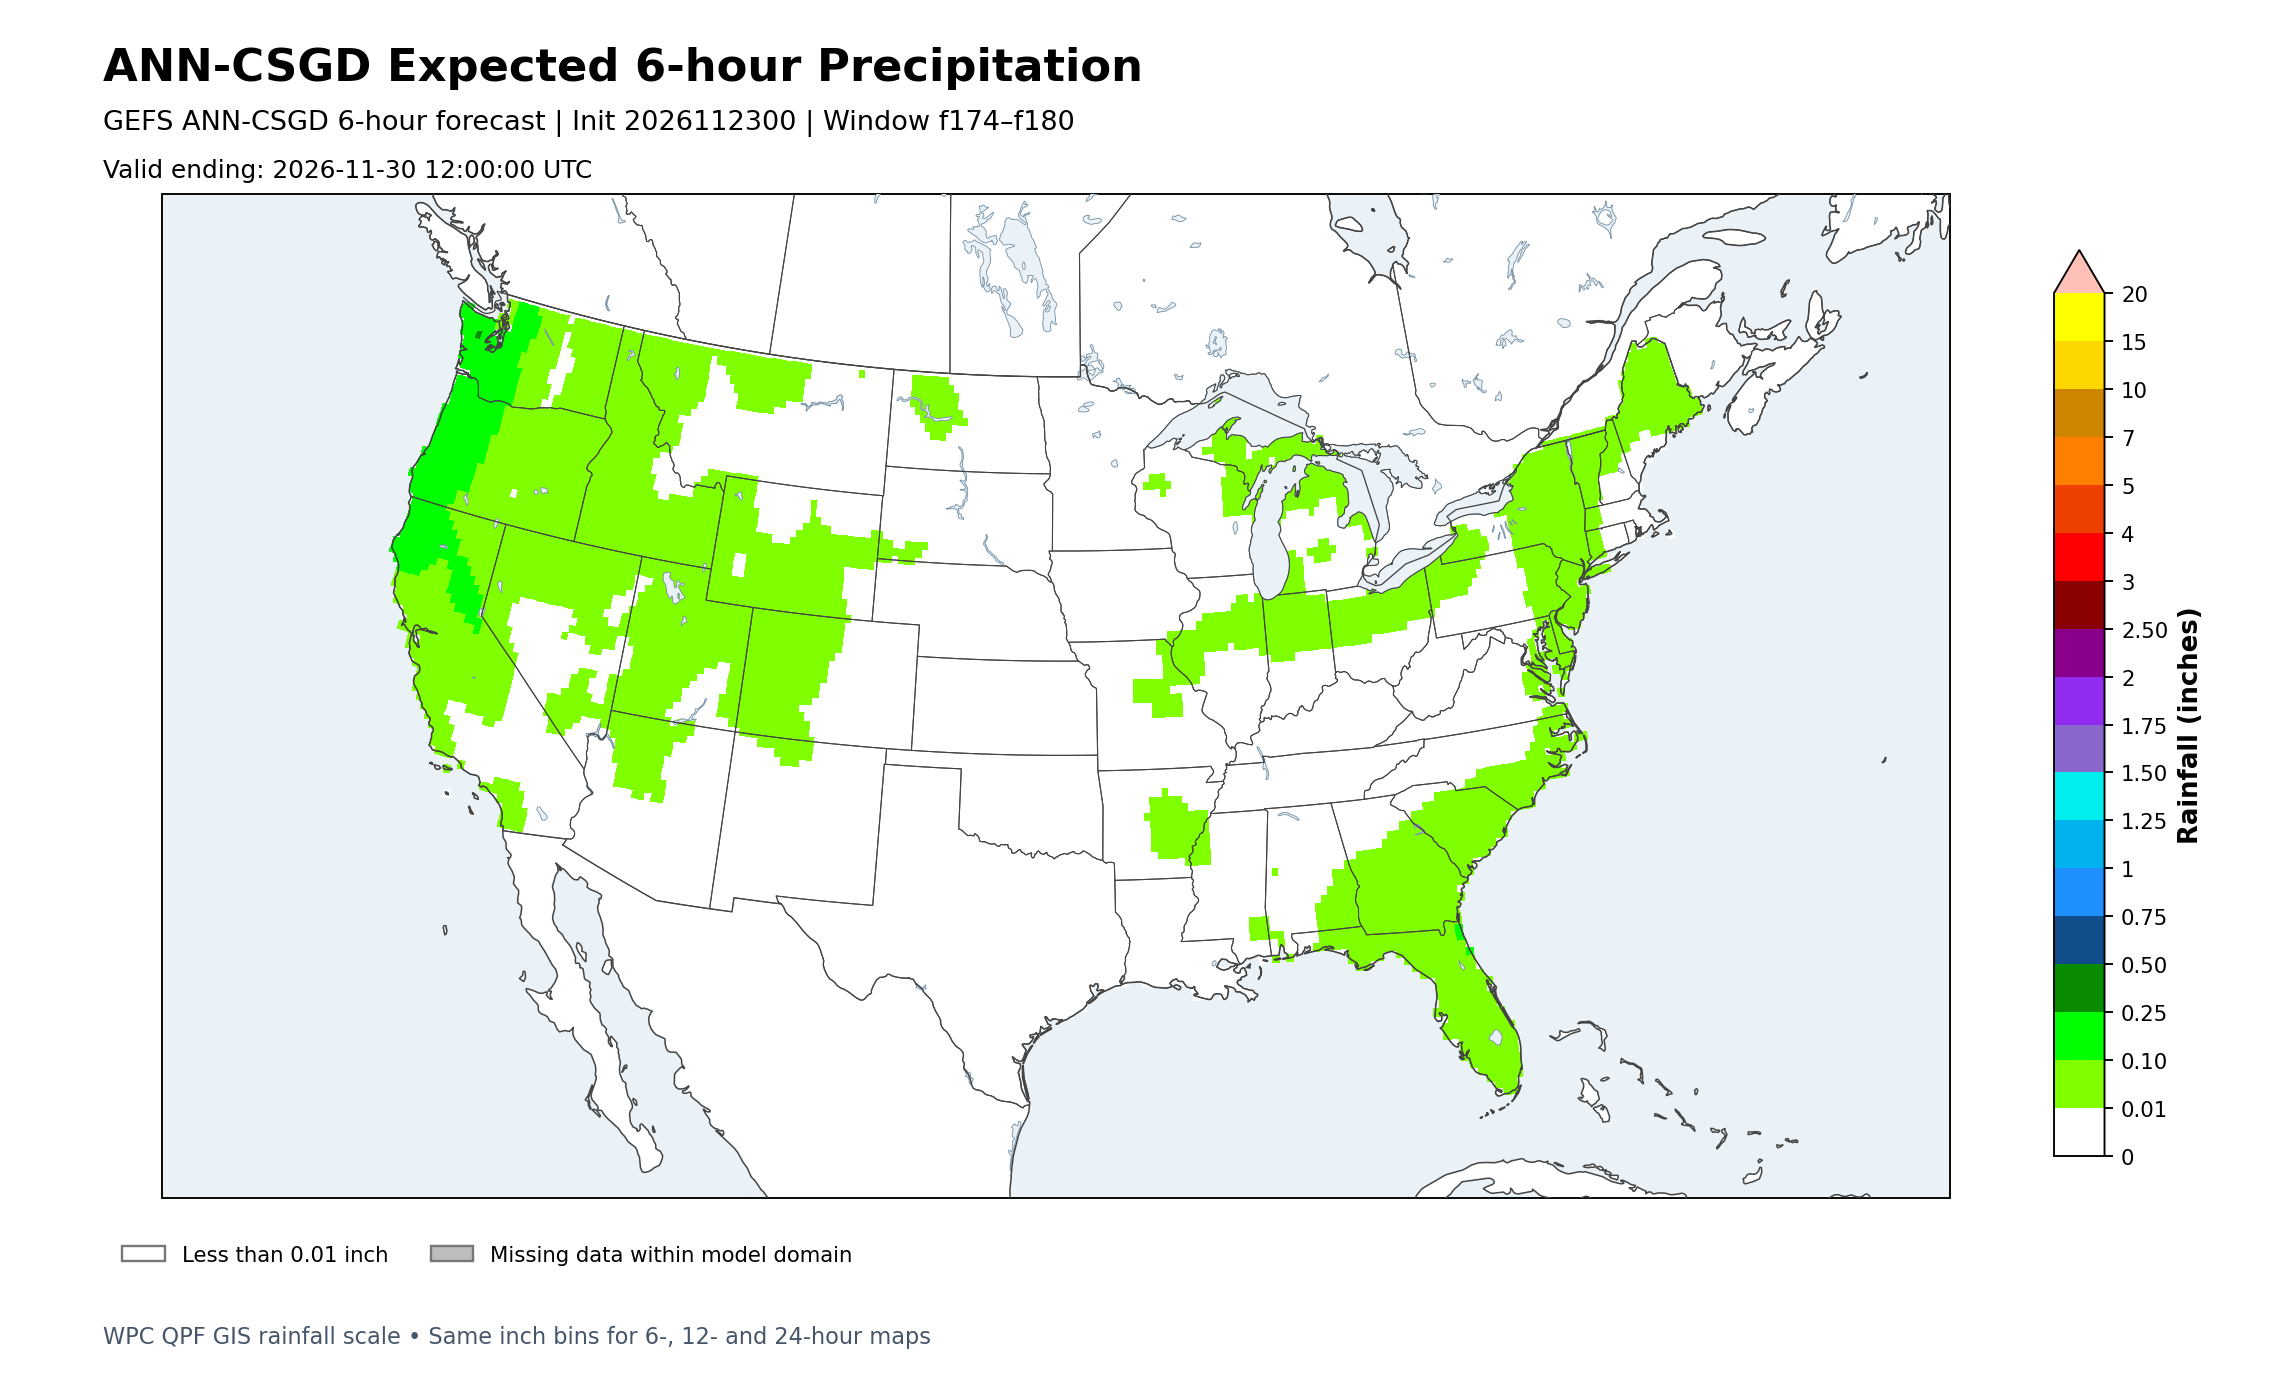 ANN-CSGD Expected 6-hour Precipitation
GEFS ANN-CSGD 6-hour forecast | Init 2026112300 | Window f174–f180
Valid ending: 2026-11-30 12:00:00 UTC
20
15
10
7
5
4
3
2.50
2
1.75
1.50
1.25
1
0.75
0.50
0.25
0.10
0.01
0
Rainfall (inches)
Less than 0.01 inch
Missing data within model domain
WPC QPF GIS rainfall scale • Same inch bins for 6-, 12- and 24-hour maps